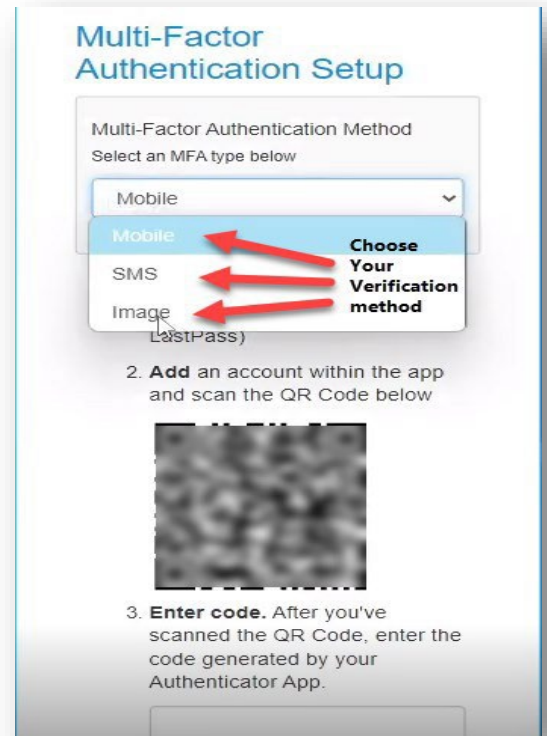 Multi-Factor
Authentication Setup
Multi-Factor Authentication Method
Select an MFA type below
Mobile
Mobile
SMS
Image
Choose
Your
Verification
method
LastPass)
2. Add an account within the app
and scan the QR Code below
3. Enter code. After you've
scanned the QR Code, enter the
code generated by your
Authenticator App.